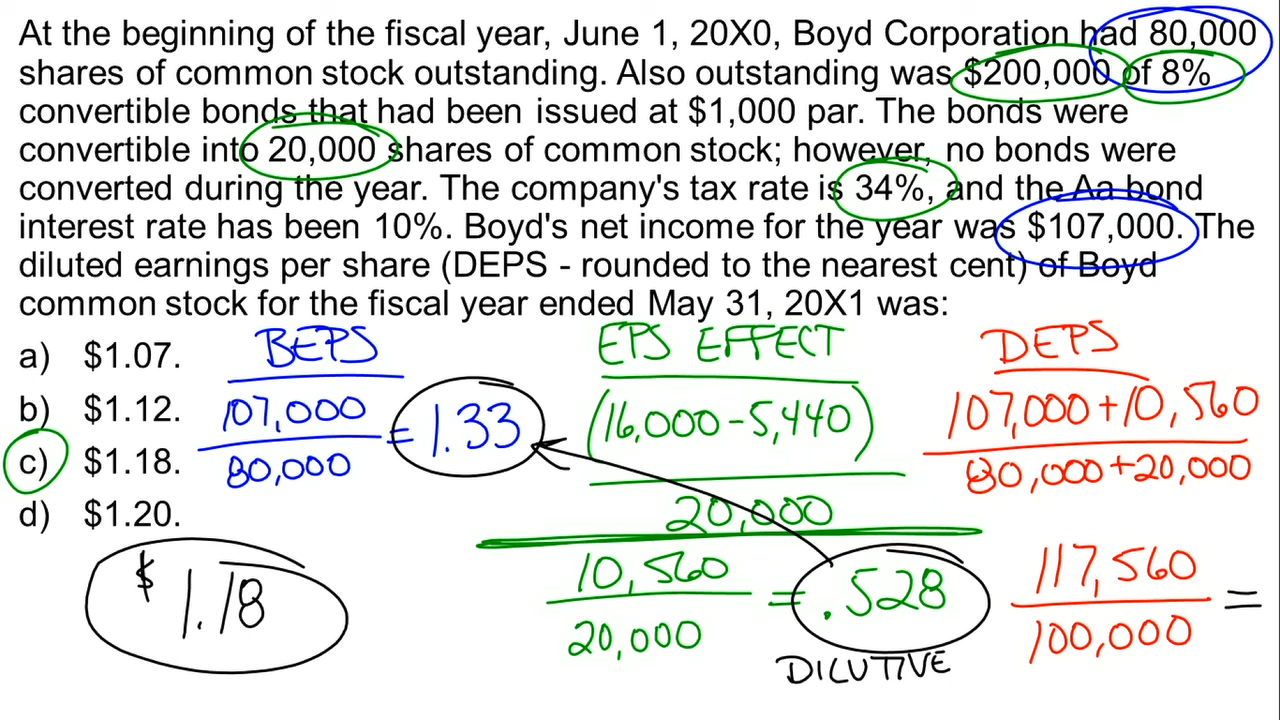 At the beginning of the fiscal year, June 1, 20X0, Boyd Corporation had 80,000
shares of common stock outstanding. Also outstanding was $200,000 of 8%
convertible bonds that had been issued at $1,000 par. The bonds were
convertible into 20,000 shares of common stock; however, no bonds were
converted during the year. The company's tax rate is 34%, and the Aa bond
interest rate has been 10%. Boyd's net income for the year was $107,000. The
diluted earnings per share (DEPS - rounded to the nearest cent) of Boyd
common stock for the fiscal year ended May 31, 20X1 was:
a) $1.07.
b) $1.12.
c) $1.18.
d) $1.20.
BEPS
107,000
80,000
= 1.33
EPS EFFECT
(16,000-5,440)
20,000
10,560
20,000
= .528
DILUTIVE
DEPS
107,000+10,560
80,000+20,000
117,560
100,000
=
$ 1.18